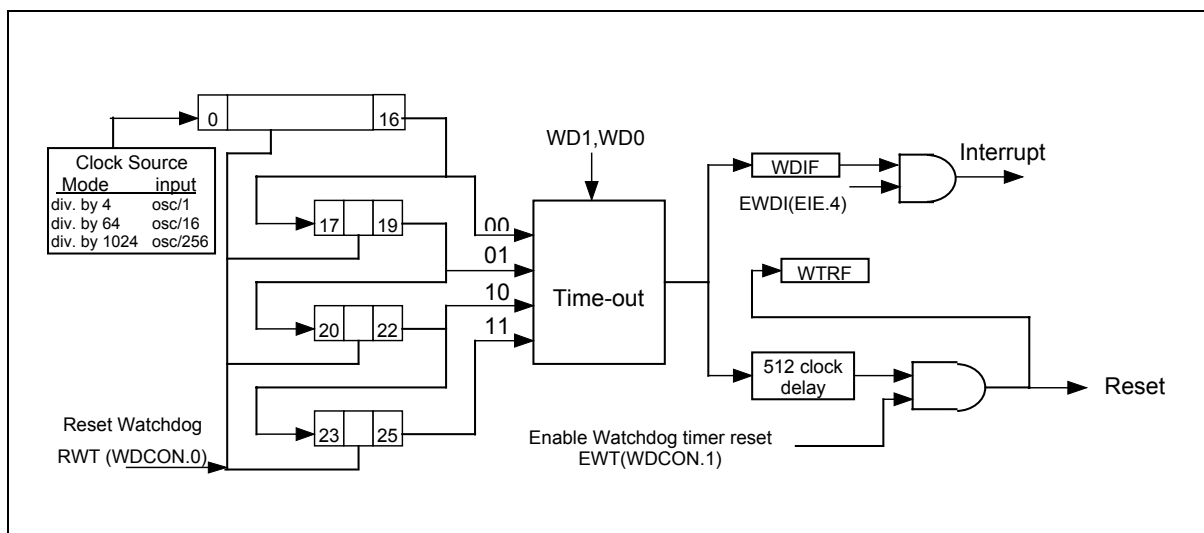 0
16
Clock Source
Mode input
div. by 4 osc/1
div. by 64 osc/16
div. by 1024 osc/256
17
19
20
22
23
25
Reset Watchdog
RWT (WDCON.0)
WD1,WD0
00
01
10
11
Time-out
WDIF
EWDI(EIE.4)
Interrupt
WTRF
512 clock
delay
Reset
Enable Watchdog timer reset
EWT(WDCON.1)